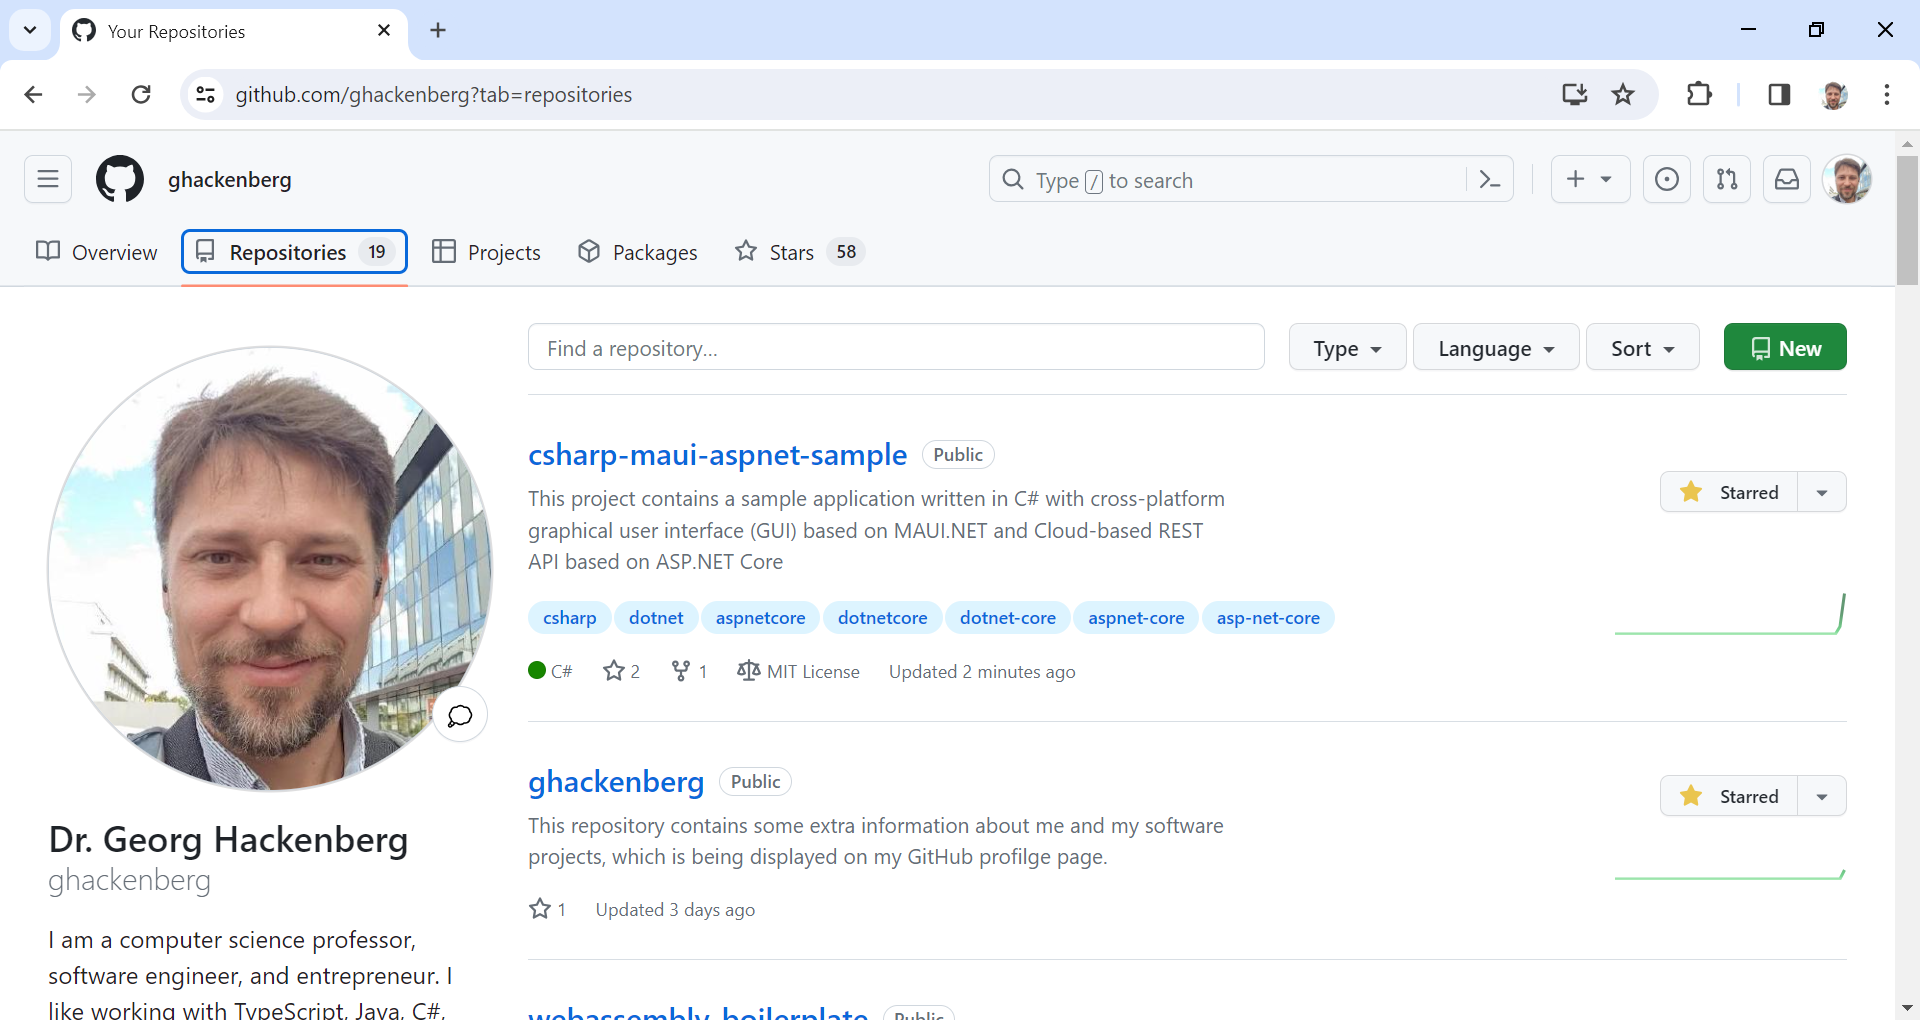 Your Repositories
github.com/ghackenberg?tab=repositories
ghackenberg
Type / to search
Overview
Repositories 19
Projects
Packages
Stars 58
Find a repository...
Type
Language
Sort
New
csharp-maui-aspnet-sample Public
This project contains a sample application written in C# with cross-platform
graphical user interface (GUI) based on MAUI.NET and Cloud-based REST
API based on ASP.NET Core
Starred
csharp dotnet aspnetcore dotnetcore dotnet-core aspnet-core asp-net-core
C# 2 1 MIT License Updated 2 minutes ago
ghackenberg Public
This repository contains some extra information about me and my software
projects, which is being displayed on my GitHub profilge page.
Starred
1 Updated 3 days ago
webassembly-boilerplate Public
Dr. Georg Hackenberg
ghackenberg
I am a computer science professor,
software engineer, and entrepreneur. I
like working with TypeScript, Java, C#,